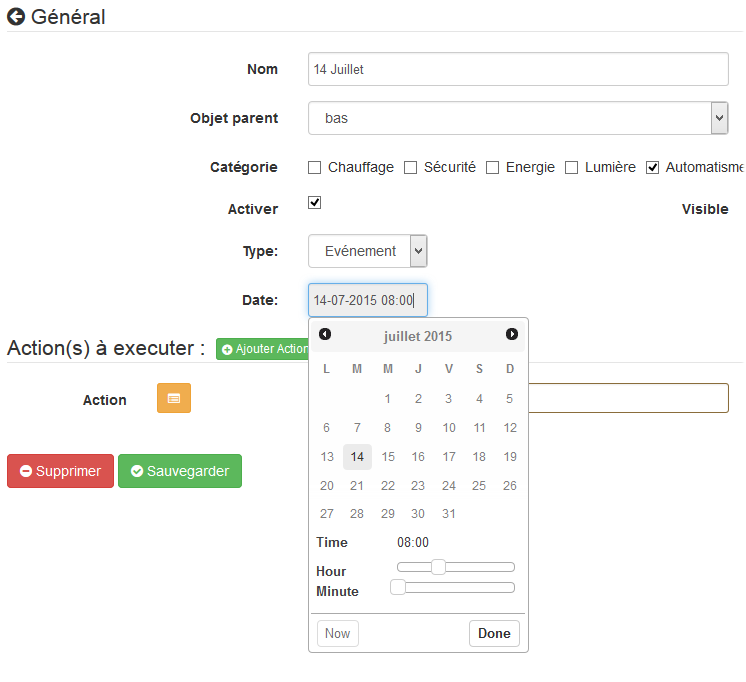 Général
Nom 14 Juillet
Objet parent bas
Catégorie Chauffage Sécurité Energie Lumière Automatisme
Activer Visible
Type: Evénement
Date: 14-07-2015 08:00
juillet 2015
Action(s) à executer : Ajouter Action
L M M J V S D
1 2 3 4 5
Action
6 7 8 9 10 11 12
13 14 15 16 17 18 19
Supprimer Sauvegarder
20 21 22 23 24 25 26
27 28 29 30 31
Time 08:00
Hour
Minute
Now Done